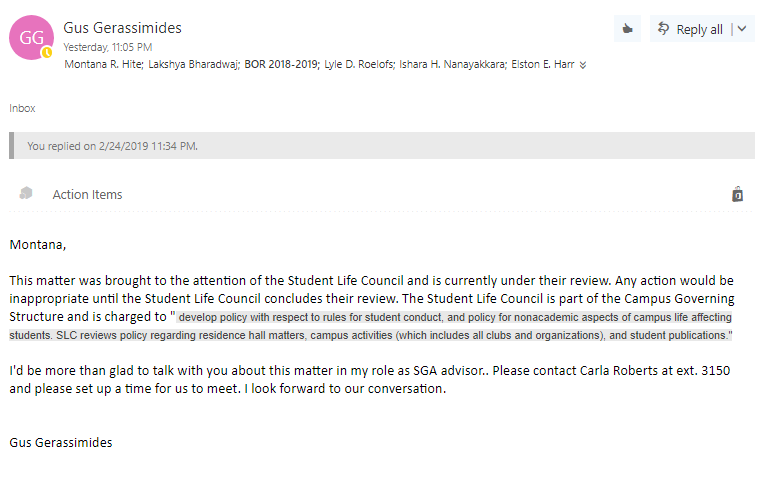 GG
Gus Gerassimides
Yesterday, 11:05 PM
Montana R. Hite; Lakshya Bharadwaj; BOR 2018-2019; Lyle D. Roelofs; Ishara H. Nanayakkara; Elston E. Harr
Reply all
Inbox
You replied on 2/24/2019 11:34 PM.
Action Items
Montana,
This matter was brought to the attention of the Student Life Council and is currently under their review. Any action would be
inappropriate until the Student Life Council concludes their review. The Student Life Council is part of the Campus Governing
Structure and is charged to " develop policy with respect to rules for student conduct, and policy for nonacademic aspects of campus life affecting
students. SLC reviews policy regarding residence hall matters, campus activities (which includes all clubs and organizations), and student publications."
I'd be more than glad to talk with you about this matter in my role as SGA advisor.. Please contact Carla Roberts at ext. 3150
and please set up a time for us to meet. I look forward to our conversation.
Gus Gerassimides